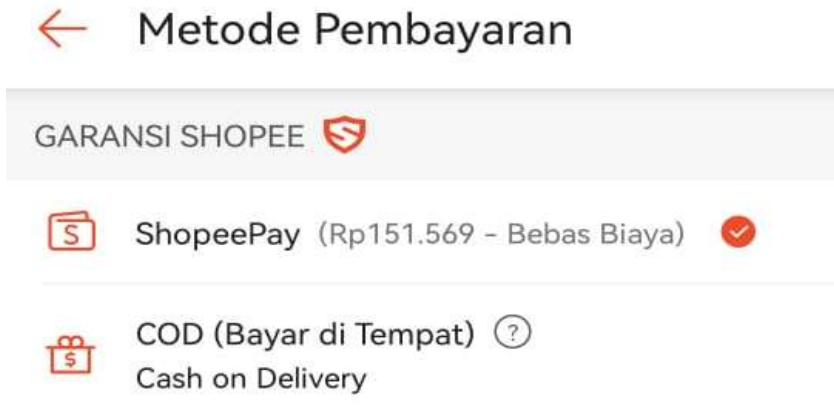 Metode Pembayaran
GARANSI SHOPEE
ShopeePay (Rp151.569 - Bebas Biaya)
COD (Bayar di Tempat) ?
Cash on Delivery